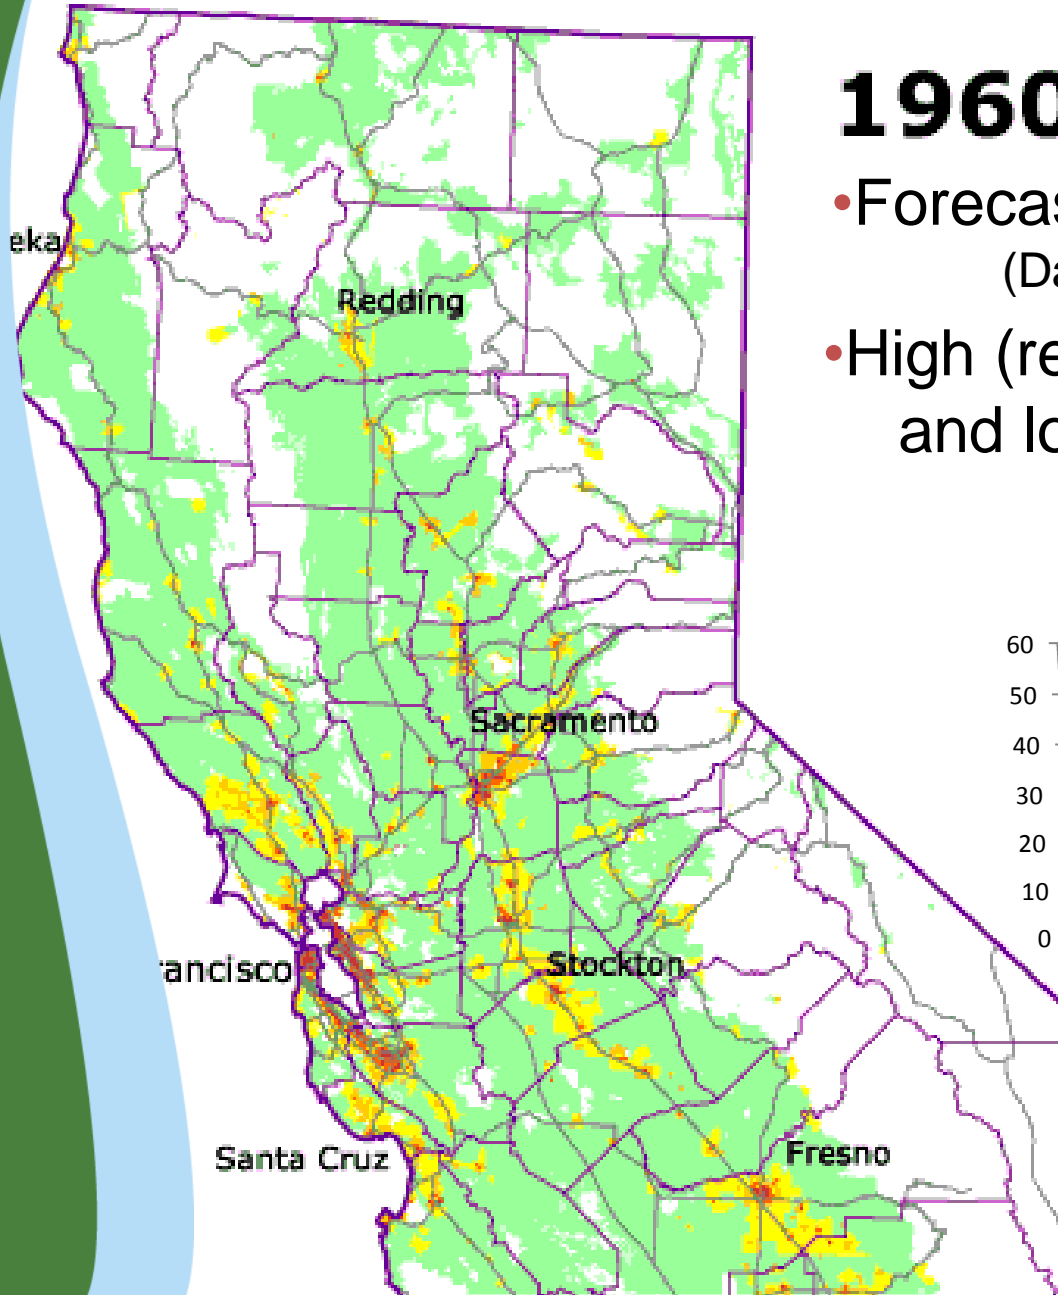 1960
•Forecas
(Da
•High (re
and lo
eka
Redding
Sacramento
rancisco
Stockton
Santa Cruz
Fresno
60
50
40
30
20
10
0